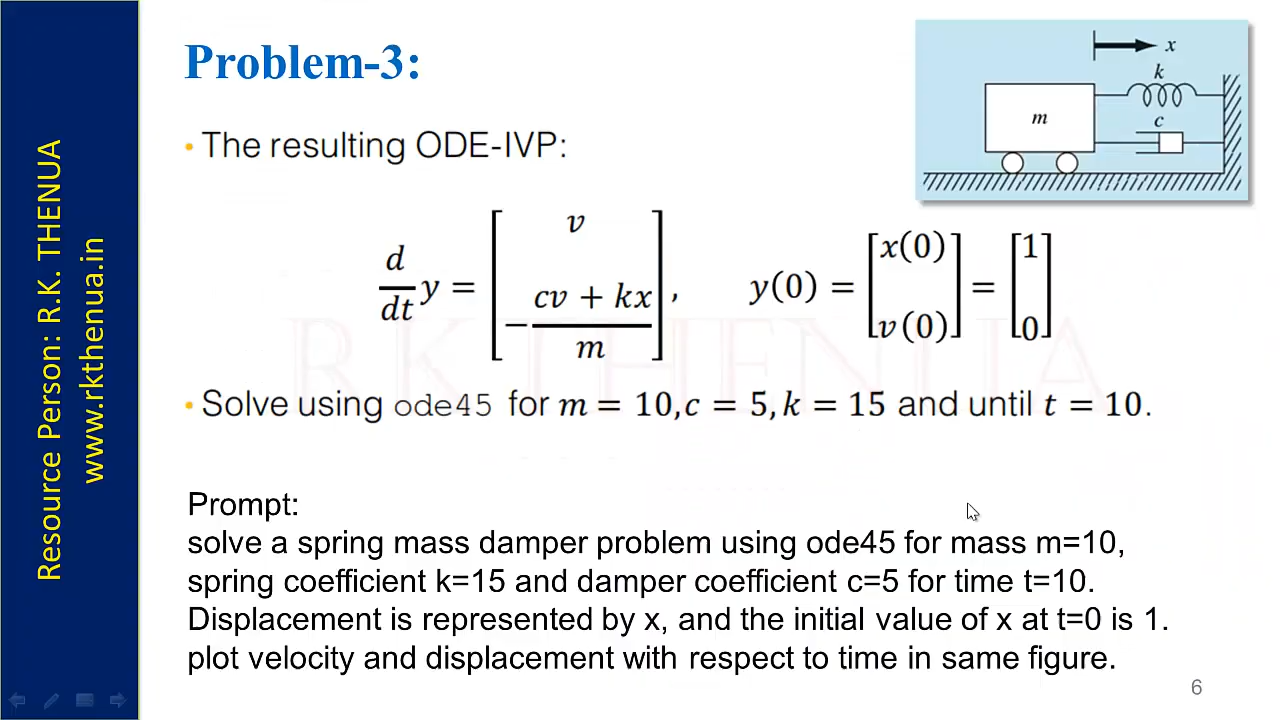 Resource Person: R.K. THENUA
www.rkthenua.in
Problem-3:
x
k
c
m
• The resulting ODE-IVP:
d/dt y = [v, −(cv + kx)/m], y(0) = [x(0), v(0)] = [1, 0]
RK THENUA
• Solve using ode45 for m = 10, c = 5, k = 15 and until t = 10.
Prompt:
solve a spring mass damper problem using ode45 for mass m=10,
spring coefficient k=15 and damper coefficient c=5 for time t=10.
Displacement is represented by x, and the initial value of x at t=0 is 1.
plot velocity and displacement with respect to time in same figure.
6